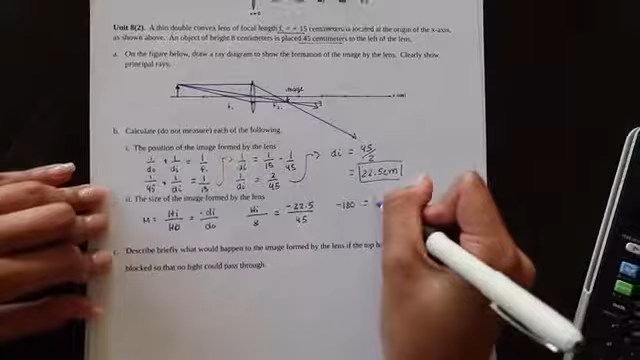 Unit 8(2). A thin double convex lens of focal length f₁ = + 15 centimeters is located at the origin of the x-axis,
as shown above. An object of height 8 centimeters is placed 45 centimeters to the left of the lens.
a. On the figure below, draw a ray diagram to show the formation of the image by the lens. Clearly show
principal rays.
image
f₁ f₂
x (cm)
b. Calculate (do not measure) each of the following.
i. The position of the image formed by the lens
1/do + 1/di = 1/f 1/di = 1/15 - 1/45 di = 45/2
1/45 + 1/di = 1/15 1/di = 2/45 = 22.5cm
ii. The size of the image formed by the lens
M = Hi/Ho = -di/do Hi/8 = -22.5/45 -180 =
c. Describe briefly what would happen to the image formed by the lens if the top ha
blocked so that no light could pass through.